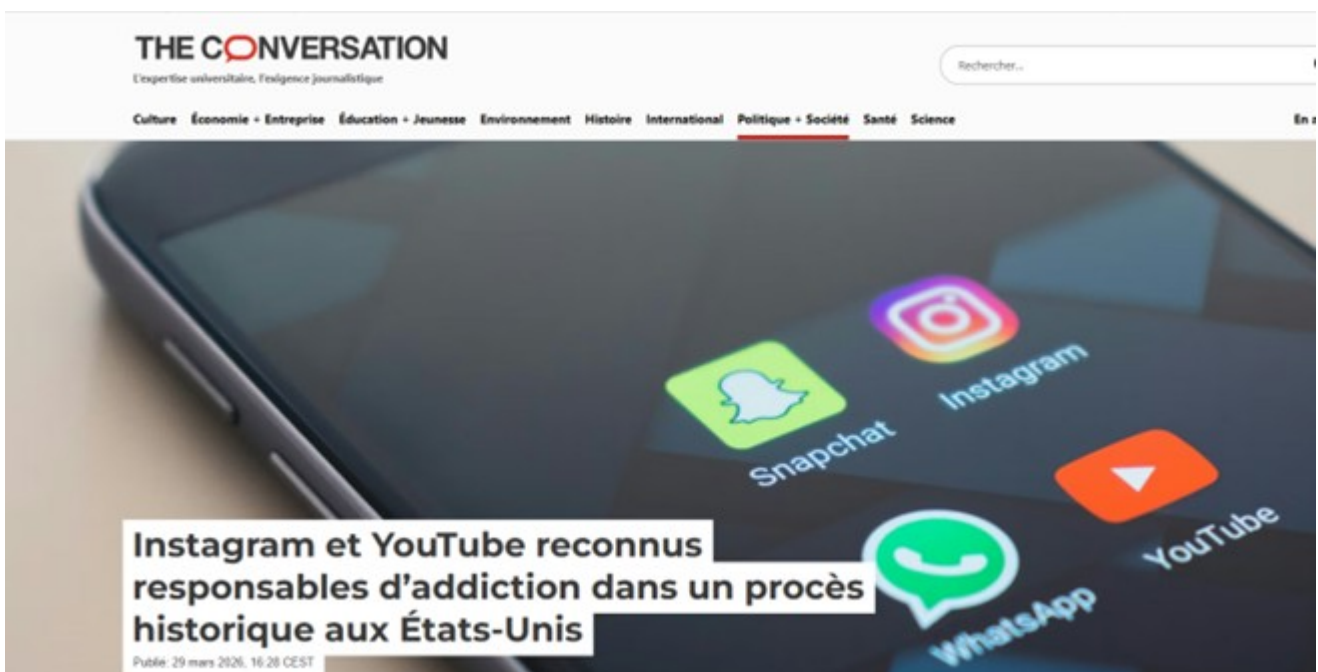 THE CONVERSATION
L'expertise universitaire, l'exigence journalistique
Rechercher...
Culture Économie + Entreprise Éducation + Jeunesse Environnement Histoire International Politique + Société Santé Science En
Instagram
Snapchat
YouTube
WhatsApp
Instagram et YouTube reconnus
responsables d'addiction dans un procès
historique aux États-Unis
Publié: 29 mars 2026, 16:28 CEST